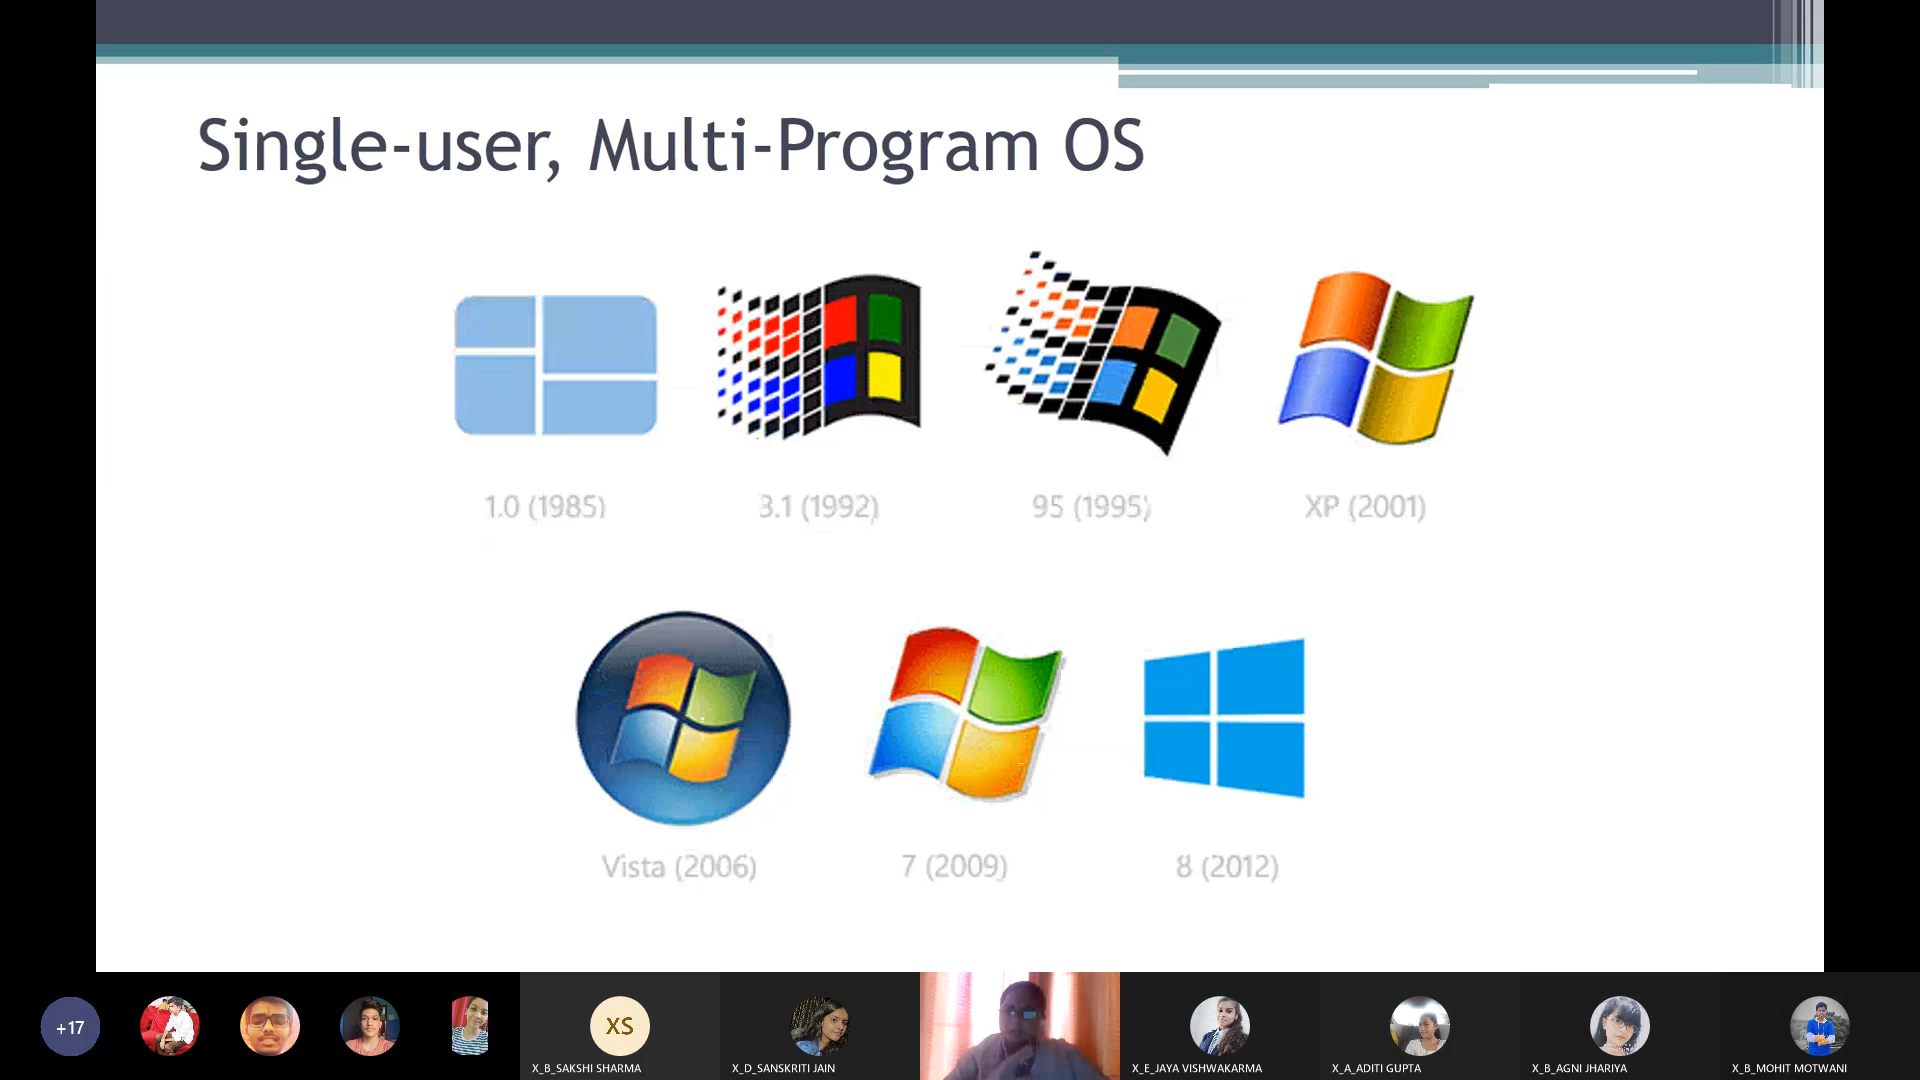 Single-user, Multi-Program OS
1.0 (1985) 3.1 (1992) 95 (1995) XP (2001)
Vista (2006) 7 (2009) 8 (2012)
+17 XS
X_B_SAKSHI SHARMA X_D_SANSKRITI JAIN X_E_JAYA VISHWAKARMA X_A_ADITI GUPTA X_B_AGNI JHARIYA X_B_MOHIT MOTWANI